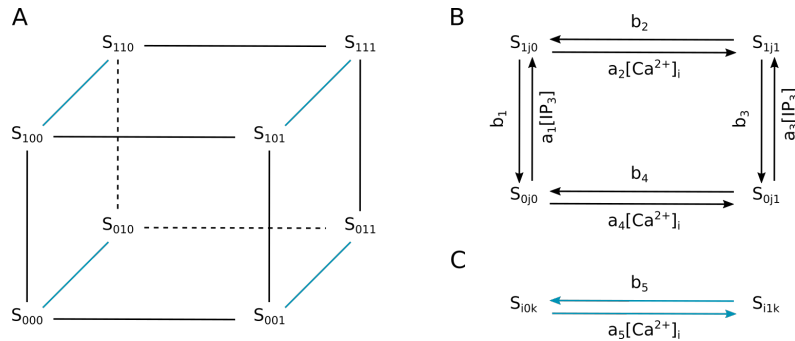 A
S₁₁₀
S₁₁₁
S₁₀₀
S₁₀₁
S₀₁₀
S₀₁₁
S₀₀₀
S₀₀₁
B
b₂
S₁ⱼ₀
S₁ⱼ₁
a₂[Ca²⁺]ᵢ
b₁
a₁[IP₃]
b₃
a₃[IP₃]
b₄
S₀ⱼ₀
S₀ⱼ₁
a₄[Ca²⁺]ᵢ
C
b₅
Sᵢ₀ₖ
Sᵢ₁ₖ
a₅[Ca²⁺]ᵢ